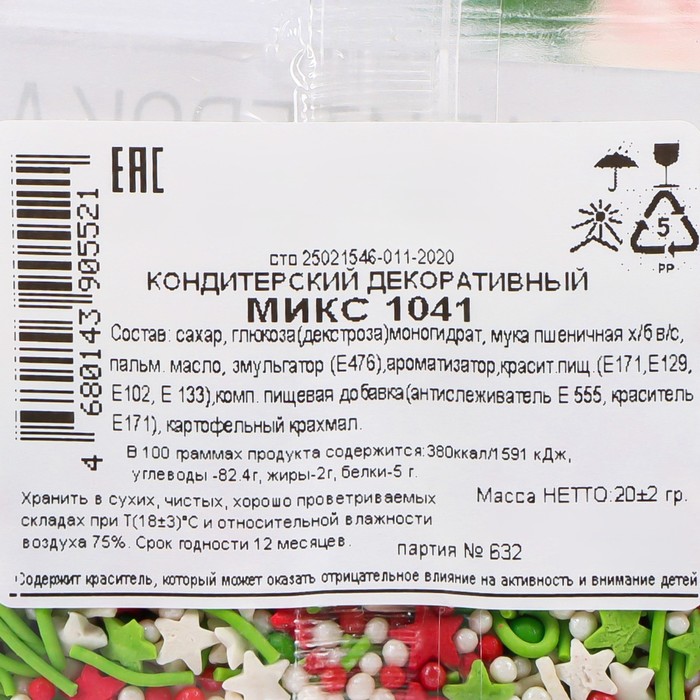 ЕАС
4 680143 905521
5
PP
сто 25021546-011-2020
КОНДИТЕРСКИЙ ДЕКОРАТИВНЫЙ
МИКС 1041
Состав: сахар, глюкоза(декстроза)моногидрат, мука пшеничная х/б в/с,
пальм. масло, эмульгатор (Е476),ароматизатор,красит.пищ.(Е171,Е129,
Е102, Е 133),комп. пищевая добавка(антислеживатель Е 555, краситель
Е171), картофельный крахмал.
В 100 граммах продукта содержится:380ккал/1591 кДж,
углеводы -82.4г, жиры-2г, белки-5 г.
Хранить в сухих, чистых, хорошо проветриваемых
складах при Т(18±3)°С и относительной влажности
воздуха 75%. Срок годности 12 месяцев.
Масса НЕТТО:20±2 гр.
партия № 632
Содержит краситель, который может оказать отрицательное влияние на активность и внимание детей